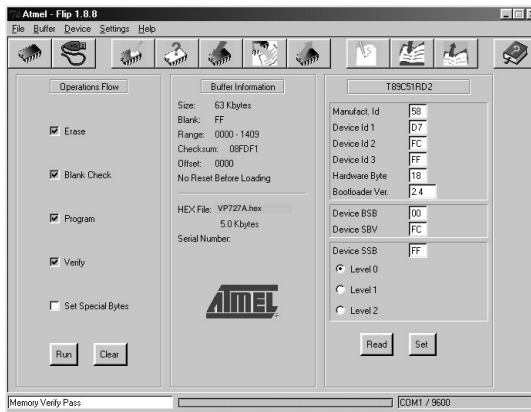 Atmel - Flip 1.8.8
File Buffer Device Settings Help
Operations Flow
Erase
Blank Check
Program
Verify
Set Special Bytes
Run Clear
Buffer Information
Size: 63 Kbytes
Blank: FF
Range: 0000 - 1409
Checksum: 08FDF1
Offset: 0000
No Reset Before Loading
HEX File: VP727A.hex
5.0 Kbytes
Serial Number:
ATMEL
T89C51RD2
Manufact. Id 58
Device Id 1 D7
Device Id 2 FC
Device Id 3 FF
Hardware Byte 18
Bootloader Ver. 2.4
Device BSB 00
Device SBV FC
Device SSB FF
Level 0
Level 1
Level 2
Read Set
Memory Verify Pass
COM1 / 9600